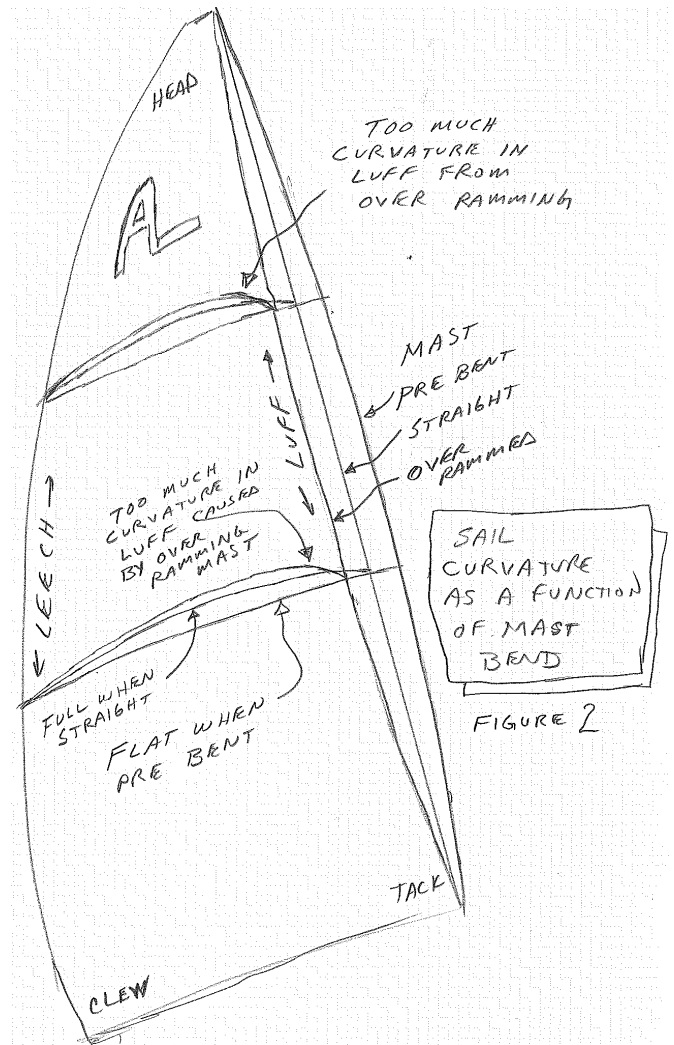 HEAD
AL
TOO MUCH
CURVATURE IN
LUFF FROM
OVER RAMMING
MAST
PRE BENT
STRAIGHT
OVER
RAMMED
← LUFF →
← LEECH →
TOO MUCH
CURVATURE IN
LUFF CAUSED
BY OVER
RAMMING
MAST
SAIL
CURVATURE
AS A FUNCTION
OF MAST
BEND
FIGURE 2
FULL WHEN
STRAIGHT
FLAT WHEN
PRE BENT
TACK
CLEW